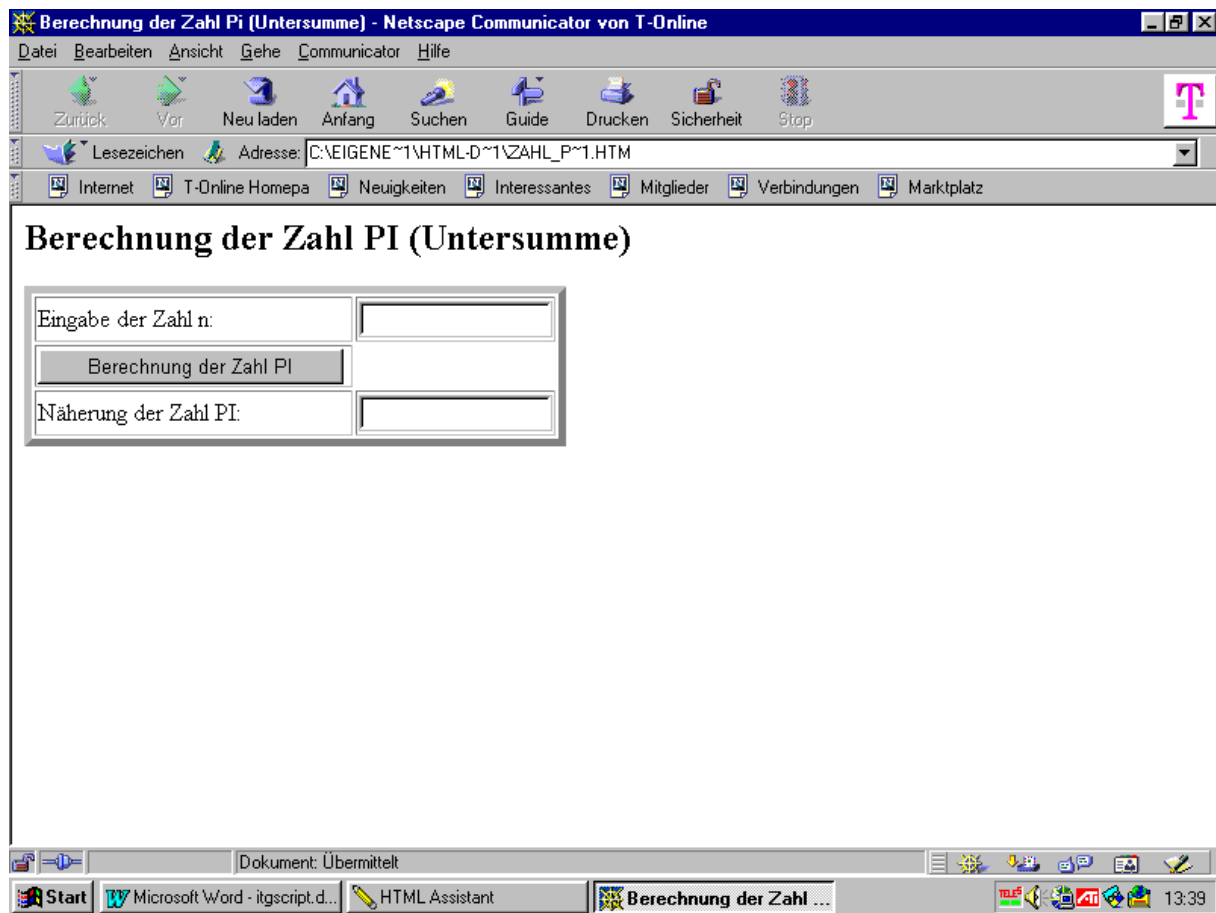 Berechnung der Zahl Pi (Untersumme) - Netscape Communicator von T-Online
Datei Bearbeiten Ansicht Gehe Communicator Hilfe
Zurück Vor Neu laden Anfang Suchen Guide Drucken Sicherheit Stop
T
Lesezeichen Adresse: C:\EIGENE~1\HTML-D~1\ZAHL_P~1.HTM
Internet T-Online Homepa Neuigkeiten Interessantes Mitglieder Verbindungen Marktplatz
Berechnung der Zahl PI (Untersumme)
Eingabe der Zahl n:
Berechnung der Zahl PI
Näherung der Zahl PI:
Dokument: Übermittelt
Start Microsoft Word - itgscript.d... HTML Assistant Berechnung der Zahl ... 13:39